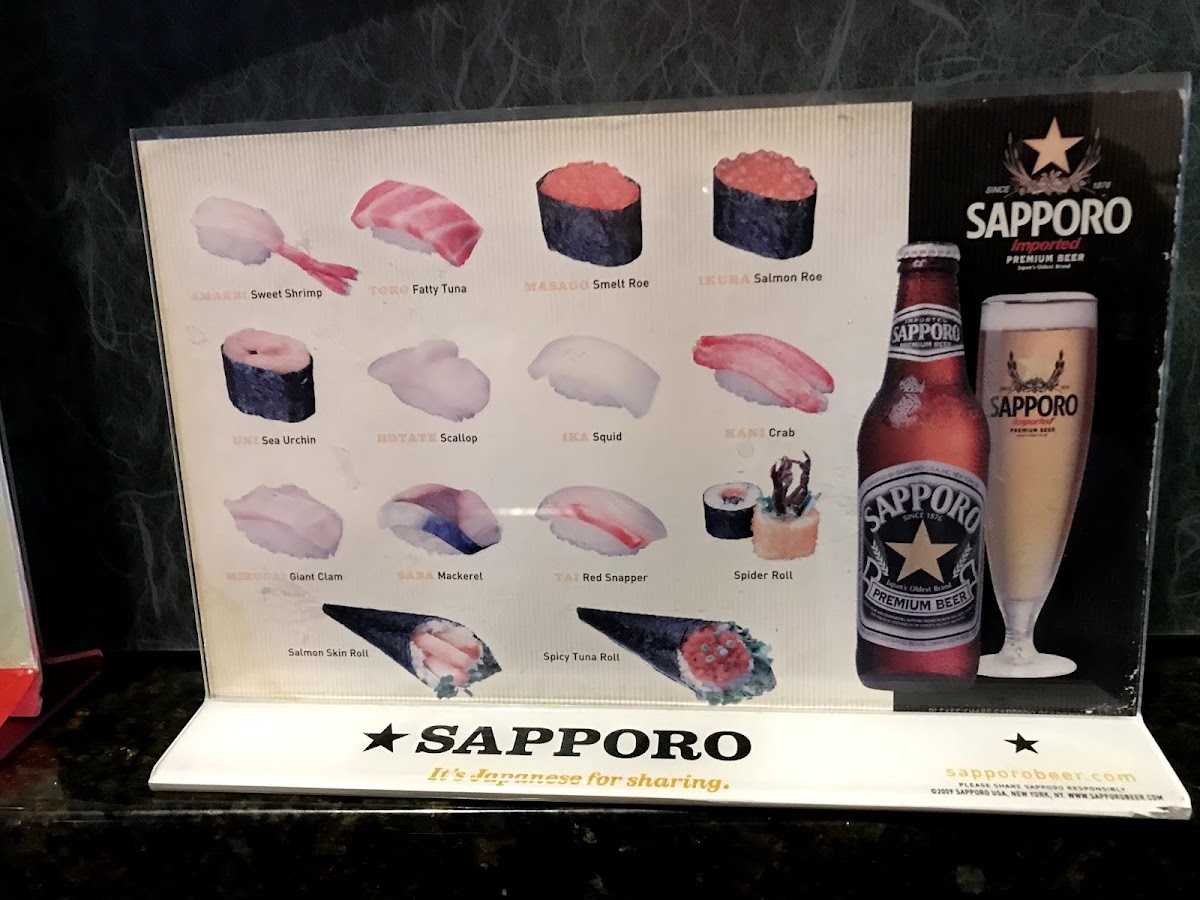 AMAEBI Sweet Shrimp
TORO Fatty Tuna
MASAGO Smelt Roe
IKURA Salmon Roe
UNI Sea Urchin
HOTATE Scallop
IKA Squid
KANI Crab
MIRUGAI Giant Clam
SABA Mackerel
TAI Red Snapper
Spider Roll
Salmon Skin Roll
Spicy Tuna Roll
SINCE 1876
SAPPORO
Imported
PREMIUM BEER
Japan's Oldest Brand
IMPORTED
SAPPORO
PREMIUM BEER
SAPPORO
SINCE 1876
Japan's Oldest Brand
PREMIUM BEER
SAPPORO
Imported
PREMIUM BEER
★SAPPORO
It's Japanese for sharing.
sapporobeer.com
PLEASE SHARE SAPPORO RESPONSIBLY
©2009 SAPPORO USA, NEW YORK, NY. WWW.SAPPOROBEER.COM